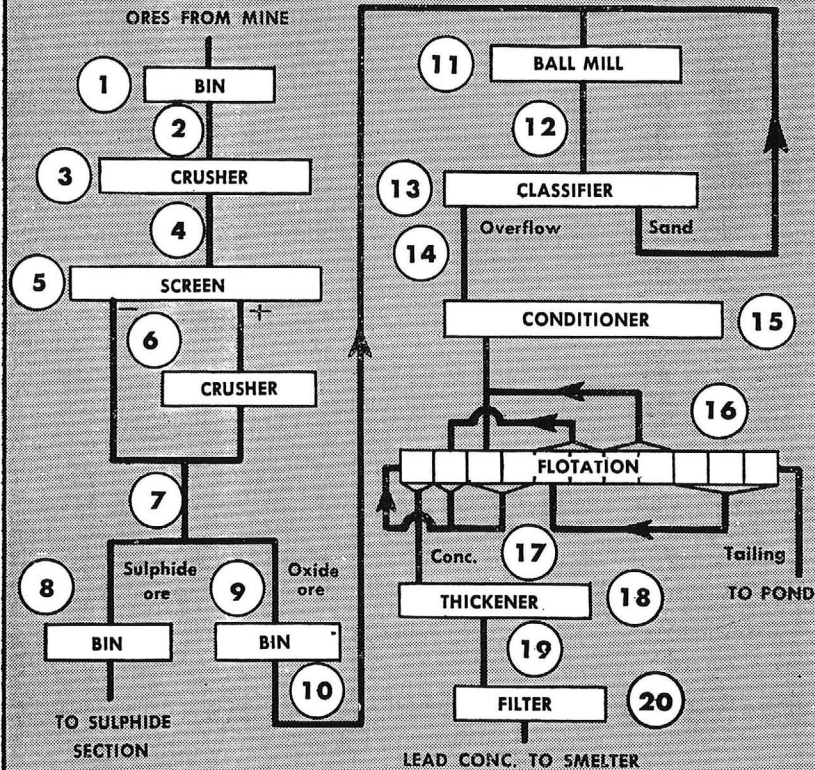 ORES FROM MINE
1
BIN
2
3
CRUSHER
4
5
SCREEN
− +
6
CRUSHER
7
8
Sulphide
ore
9
Oxide
ore
BIN
BIN
10
TO SULPHIDE
SECTION
11
BALL MILL
12
13
CLASSIFIER
Overflow
Sand
14
CONDITIONER
15
16
FLOTATION
Conc.
17
Tailing
TO POND
THICKENER
18
19
FILTER
20
LEAD CONC. TO SMELTER